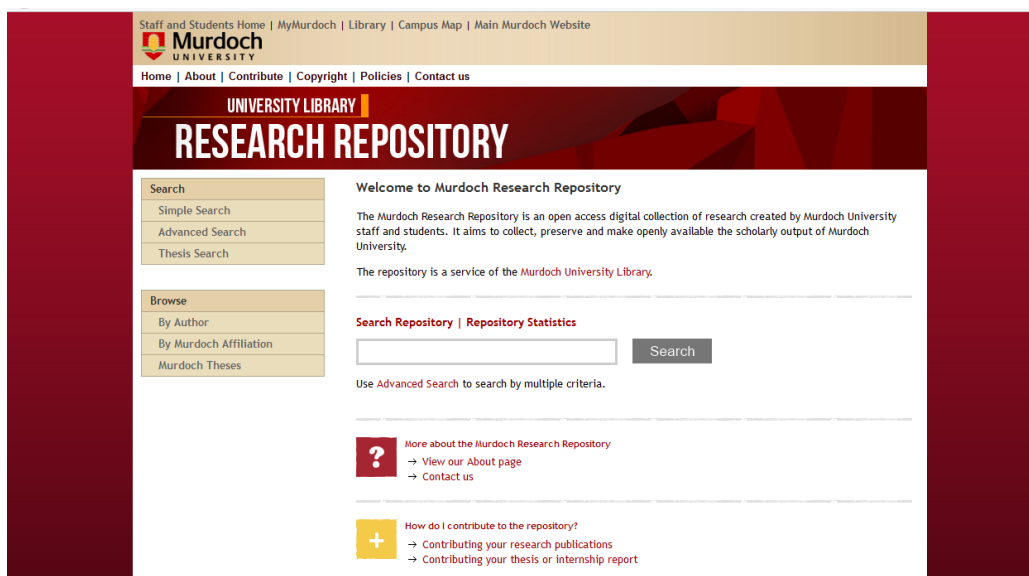 Staff and Students Home | MyMurdoch | Library | Campus Map | Main Murdoch Website
Murdoch
UNIVERSITY
Home | About | Contribute | Copyright | Policies | Contact us
UNIVERSITY LIBRARY
RESEARCH REPOSITORY
Search
Simple Search
Advanced Search
Thesis Search
Browse
By Author
By Murdoch Affiliation
Murdoch Theses
Welcome to Murdoch Research Repository
The Murdoch Research Repository is an open access digital collection of research created by Murdoch University
staff and students. It aims to collect, preserve and make openly available the scholarly output of Murdoch
University.
The repository is a service of the Murdoch University Library.
Search Repository | Repository Statistics
Search
Use Advanced Search to search by multiple criteria.
?
More about the Murdoch Research Repository
→ View our About page
→ Contact us
+
How do I contribute to the repository?
→ Contributing your research publications
→ Contributing your thesis or internship report